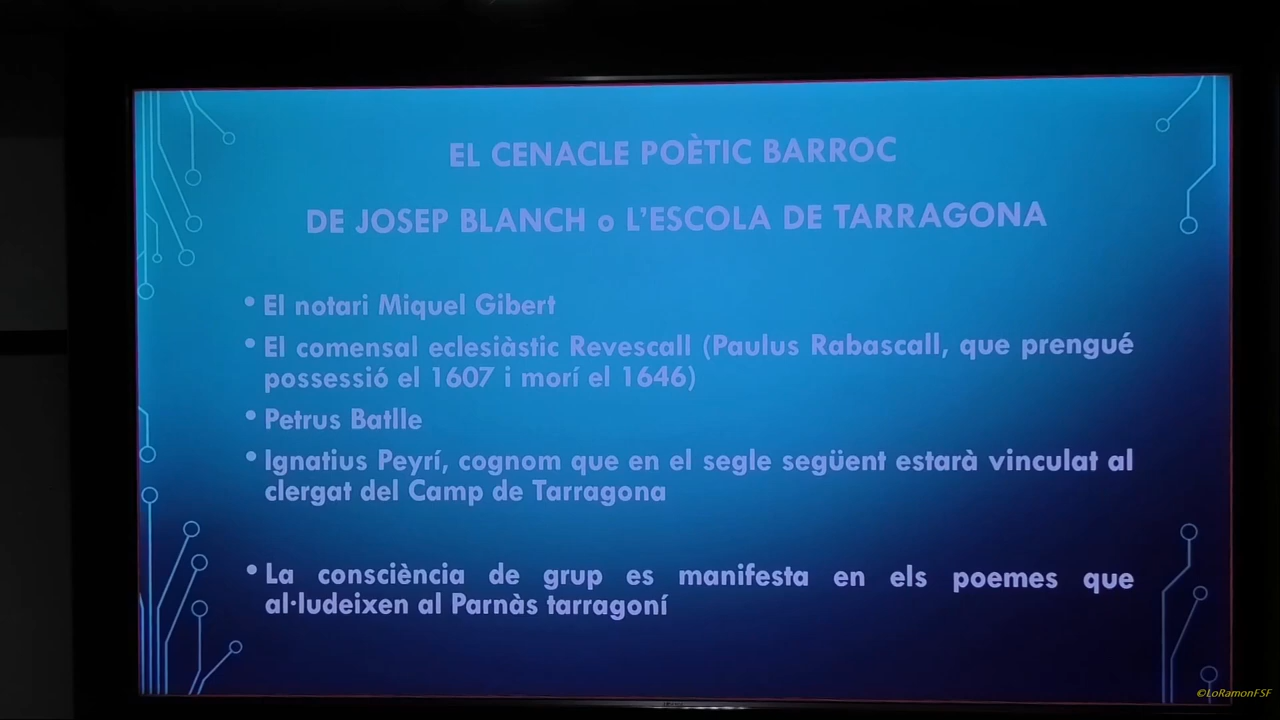 EL CENACLE POÈTIC BARROC
DE JOSEP BLANCH o L'ESCOLA DE TARRAGONA
• El notari Miquel Gibert
• El comensal eclesiàstic Revescall (Paulus Rabascall, que prengué
possessió el 1607 i morí el 1646)
• Petrus Batlle
• Ignatius Peyrí, cognom que en el segle següent estarà vinculat al
clergat del Camp de Tarragona
• La consciència de grup es manifesta en els poemes que
al·ludeixen al Parnàs tarragoní
©LoRamonFSF